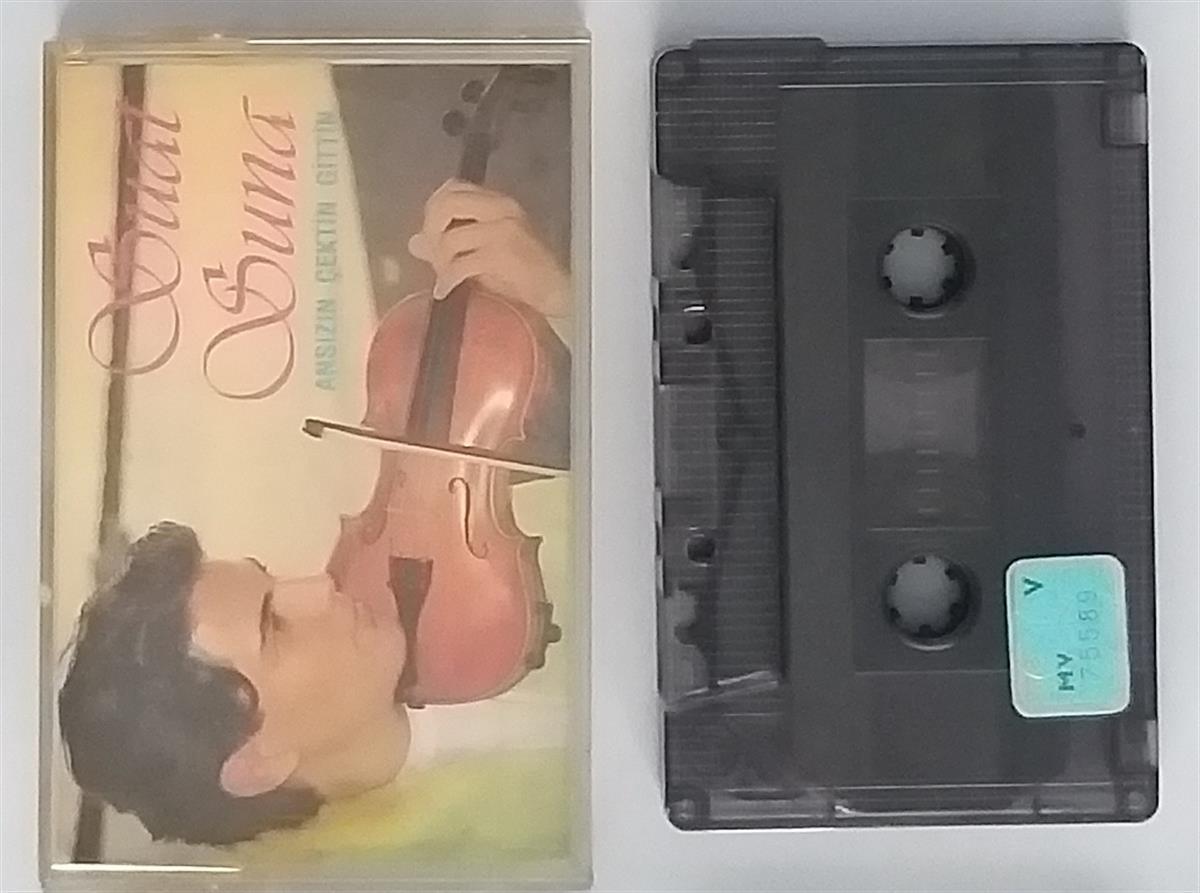 Suat
Suna
ANSIZIN ÇEKTİN GİTTİN
V
MV
75589